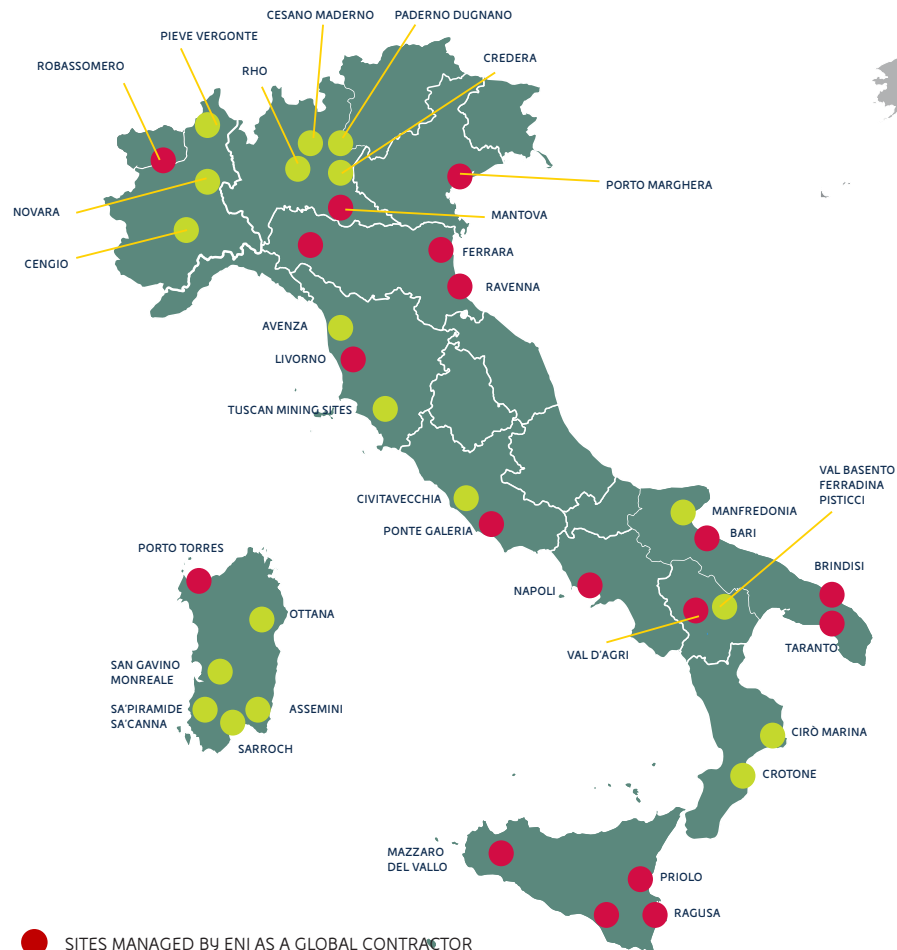 CESANO MADERNO
PADERNO DUGNANO
PIEVE VERGONTE
CREDERA
ROBASSOMERO
RHO
PORTO MARGHERA
NOVARA
MANTOVA
CENGIO
FERRARA
RAVENNA
AVENZA
LIVORNO
TUSCAN MINING SITES
VAL BASENTO
FERRADINA
PISTICCI
CIVITAVECCHIA
MANFREDONIA
PONTE GALERIA
BARI
PORTO TORRES
BRINDISI
NAPOLI
OTTANA
TARANTO
VAL D'AGRI
SAN GAVINO
MONREALE
SA'PIRAMIDE
SA'CANNA
ASSEMINI
CIRÒ MARINA
SARROCH
CROTONE
MAZZARO
DEL VALLO
PRIOLO
RAGUSA
SITES MANAGED BY ENI AS A GLOBAL CONTRACTOR